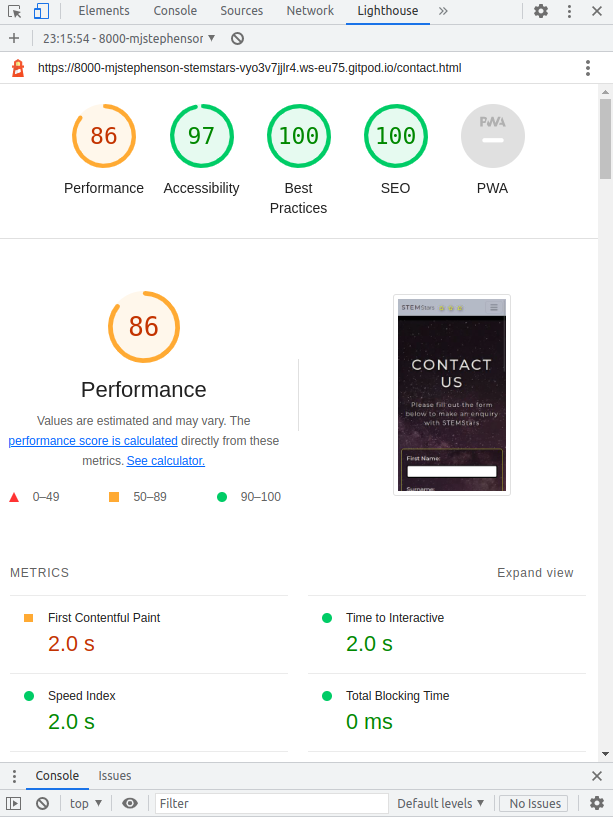 Elements Console Sources Network Lighthouse »
23:15:54 - 8000-mjstephensor
https://8000-mjstephenson-stemstars-vyo3v7jjlr4.ws-eu75.gitpod.io/contact.html
86 97 100 100 PWA
Performance Accessibility Best Practices SEO PWA
86
Performance
Values are estimated and may vary. The
performance score is calculated directly from these
metrics. See calculator.
0–49 50–89 90–100
STEMStars
CONTACT
US
Please fill out the form
below to make an enquiry
with STEMStars
First Name:
Surname:
METRICS Expand view
First Contentful Paint
2.0 s
Time to Interactive
2.0 s
Speed Index
2.0 s
Total Blocking Time
0 ms
Console Issues
top Filter Default levels No Issues